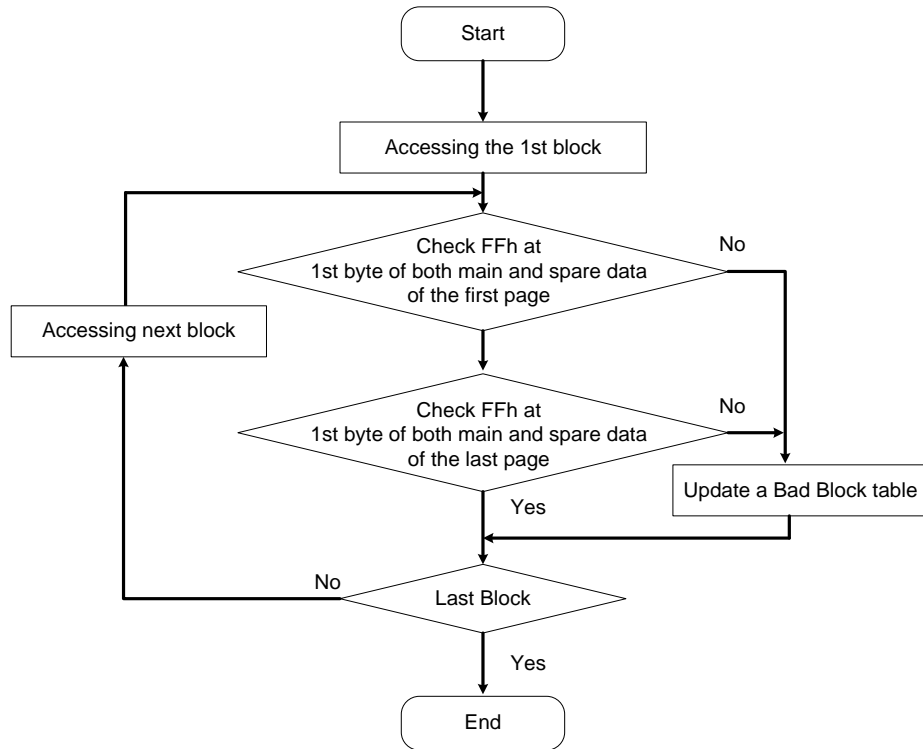 Start
Accessing the 1st block
Check FFh at
1st byte of both main and spare data
of the first page
No
Accessing next block
Check FFh at
1st byte of both main and spare data
of the last page
No
Update a Bad Block table
Yes
Last Block
No
Yes
End